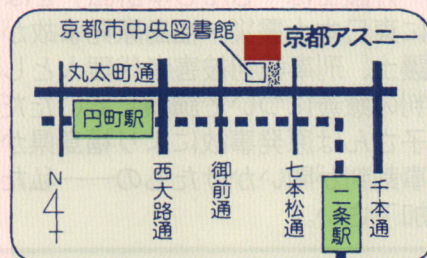 京都市中央図書館
京都アスニー
丸太町通
円町駅
西大路通
御前通
七本松通
千本通
二条駅